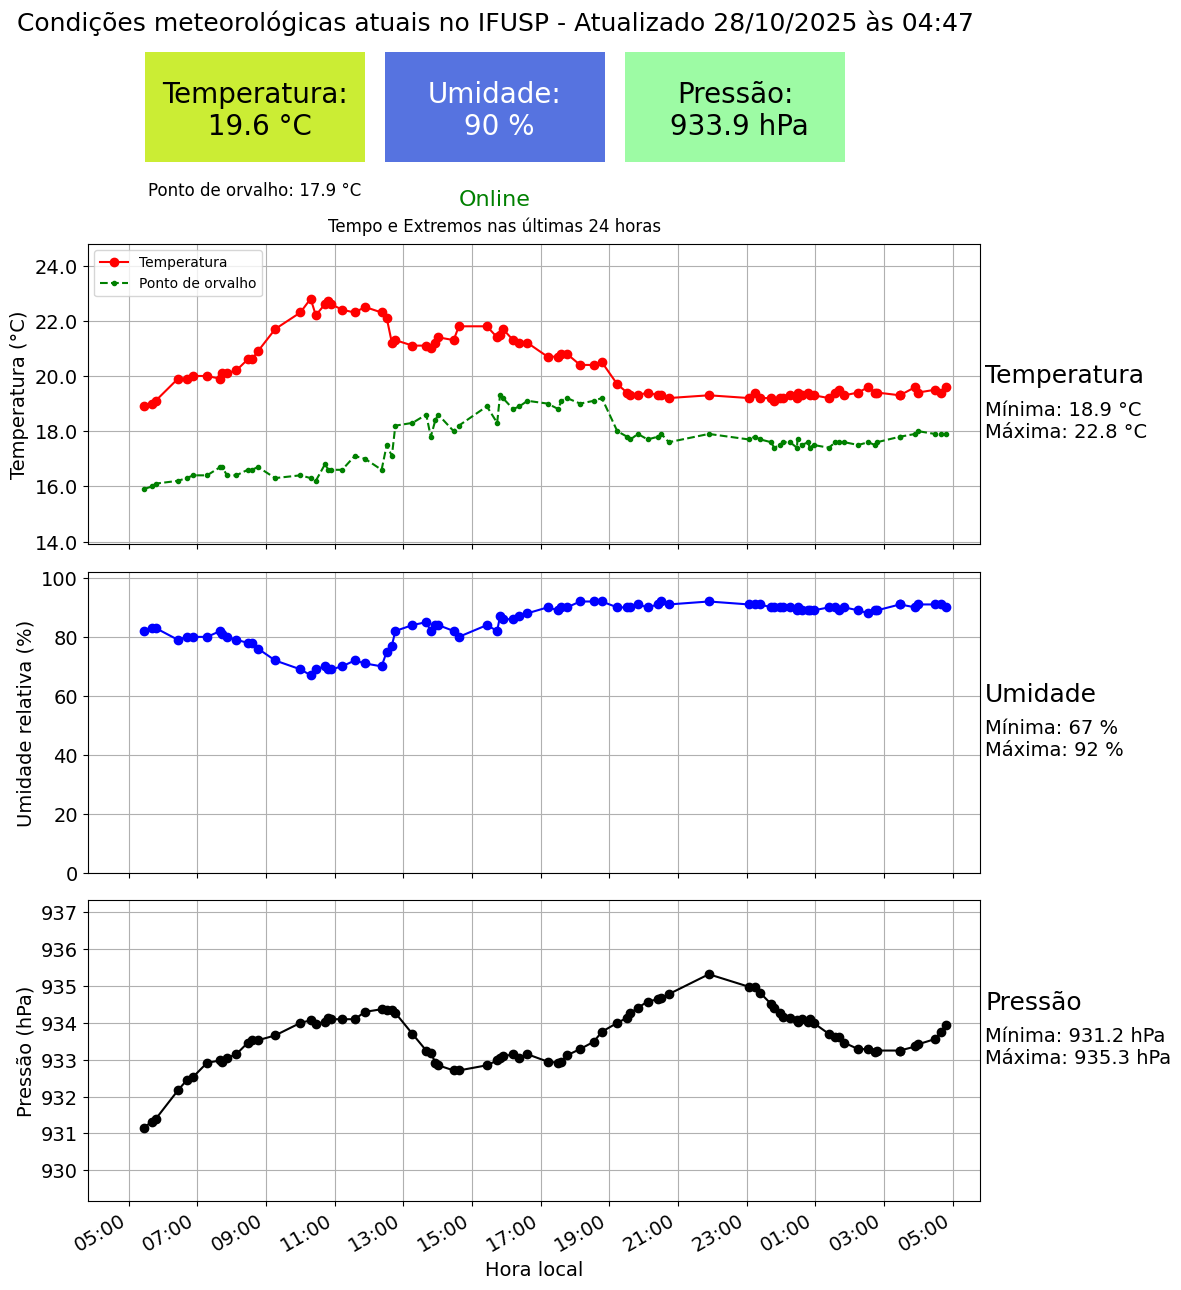 Condições meteorológicas atuais no IFUSP - Atualizado 28/10/2025 às 04:47
Temperatura:
19.6 °C
Umidade:
90 %
Pressão:
933.9 hPa
Ponto de orvalho: 17.9 °C
Online
Tempo e Extremos nas últimas 24 horas
Temperatura
Ponto de orvalho
Temperatura (°C)
24.0
22.0
20.0
18.0
16.0
14.0
Temperatura
Mínima: 18.9 °C
Máxima: 22.8 °C
Umidade relativa (%)
100
80
60
40
20
0
Umidade
Mínima: 67 %
Máxima: 92 %
Pressão (hPa)
937
936
935
934
933
932
931
930
Pressão
Mínima: 931.2 hPa
Máxima: 935.3 hPa
05:00
07:00
09:00
11:00
13:00
15:00
17:00
19:00
21:00
23:00
01:00
03:00
05:00
Hora local